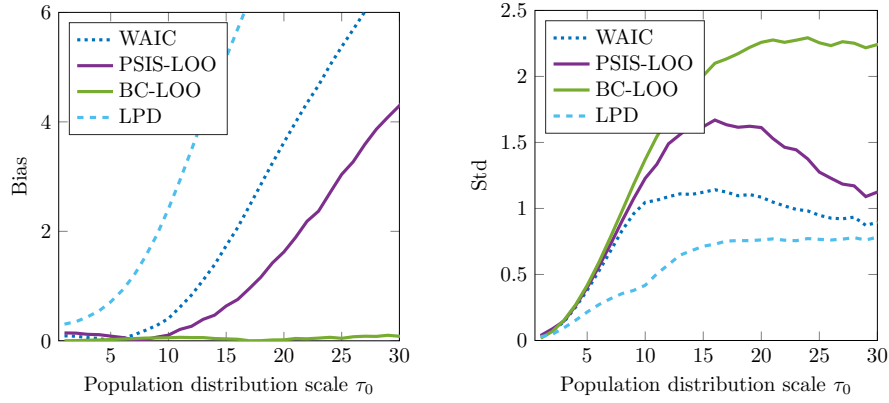 6
4
2
0
Bias
WAIC
PSIS-LOO
BC-LOO
LPD
5
10
15
20
25
30
Population distribution scale τ0
2.5
2
1.5
1
0.5
0
Std
WAIC
PSIS-LOO
BC-LOO
LPD
5
10
15
20
25
30
Population distribution scale τ0